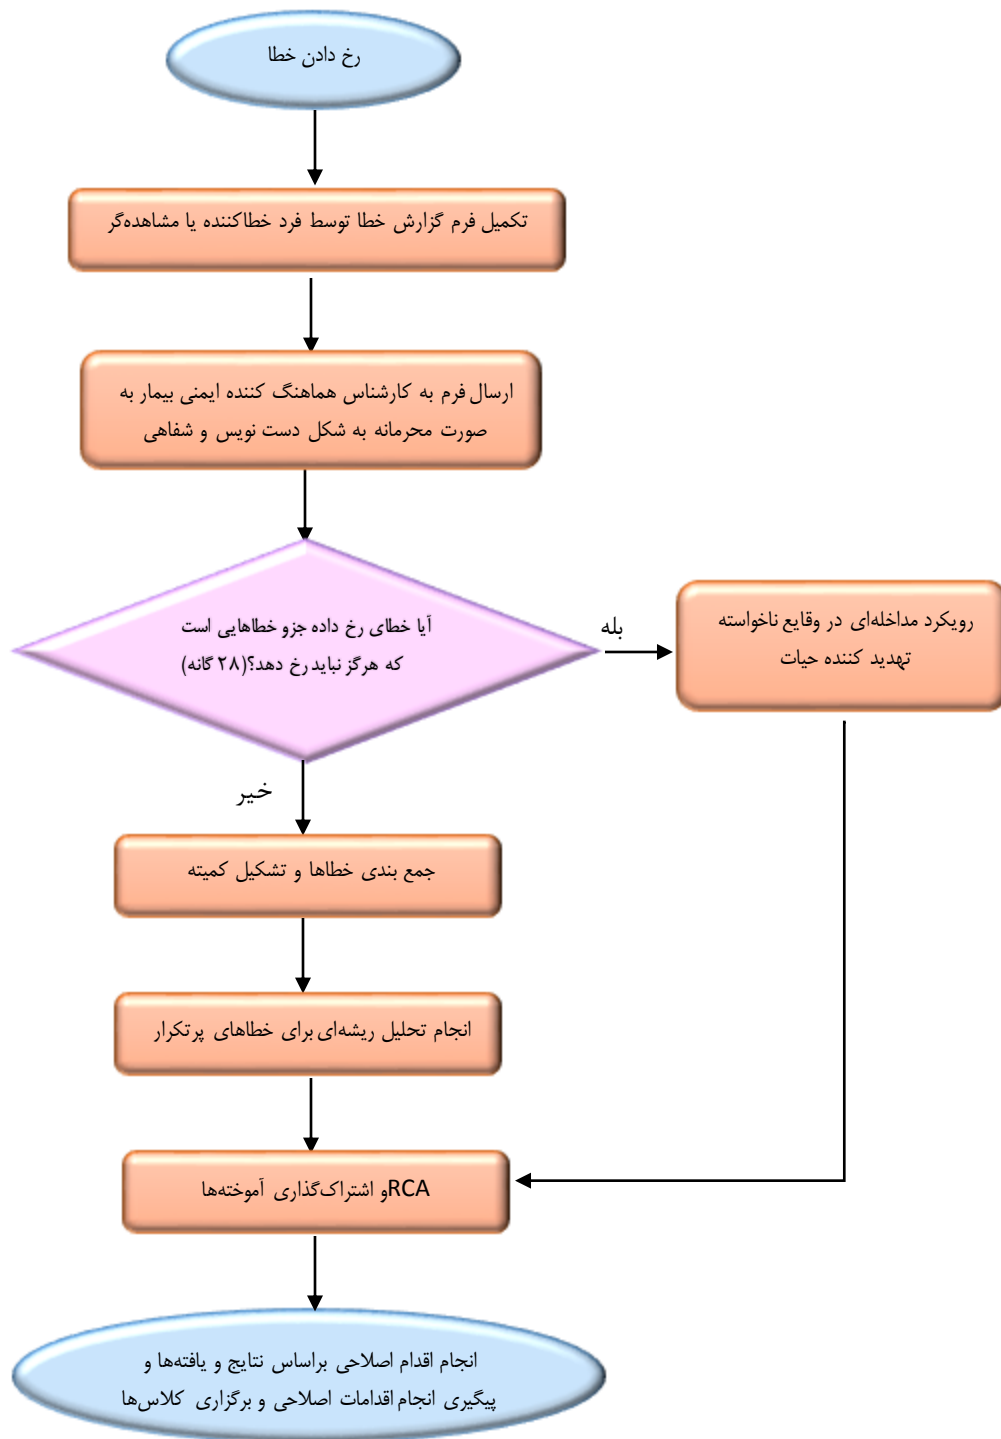 رخ دادن خطا
تکمیل فرم گزارش خطا توسط فرد خطاکننده یا مشاهده‌گر
ارسال فرم به کارشناس هماهنگ کننده ایمنی بیمار به
صورت محرمانه به شکل دست نویس و شفاهی
آیا خطای رخ داده جزو خطاهایی است
که هرگز نباید رخ دهد؟(۲۸ گانه)
بله
رویکرد مداخله‌ای در وقایع ناخواسته
تهدید کننده حیات
خیر
جمع بندی خطاها و تشکیل کمیته
انجام تحلیل ریشه‌ای برای خطاهای پرتکرار
RCAو اشتراک‌گذاری آموخته‌ها
انجام اقدام اصلاحی براساس نتایج و یافته‌ها و
پیگیری انجام اقدامات اصلاحی و برگزاری کلاس‌ها